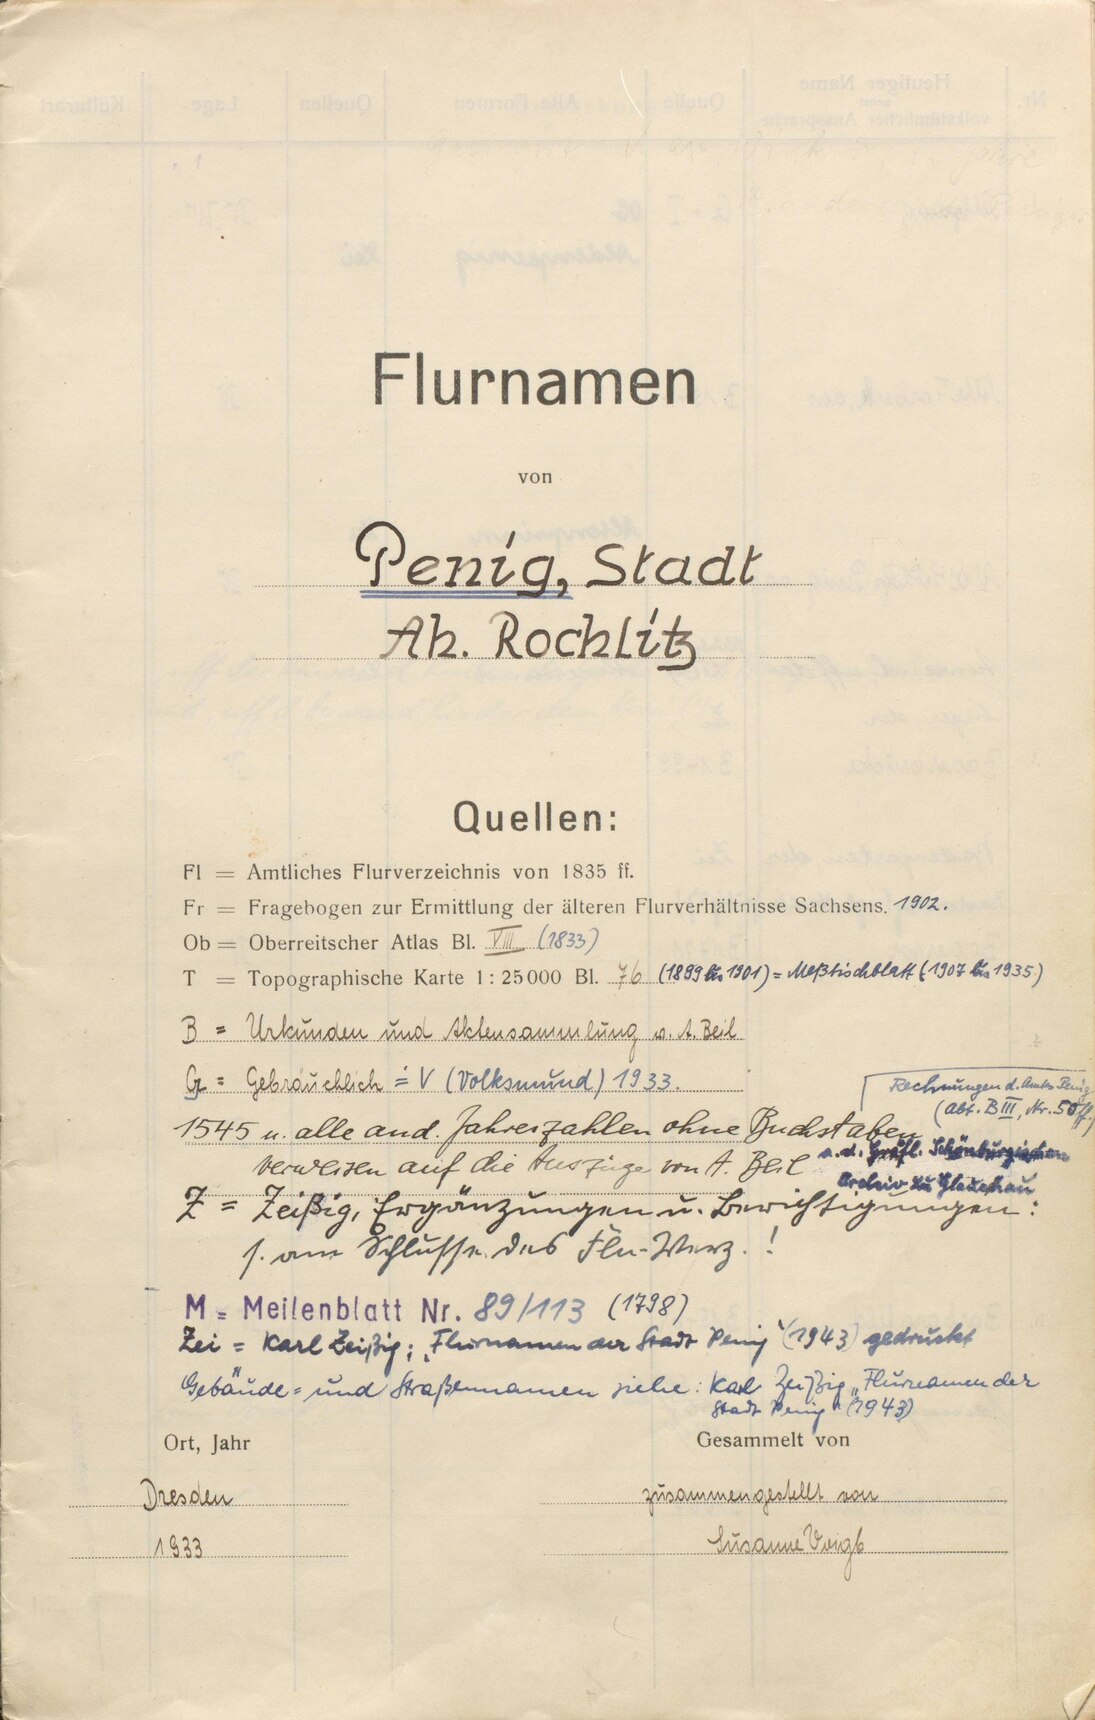 Flurnamen
von
Penig, Stadt
Ah. Rochlitz
Quellen:
Fl = Amtliches Flurverzeichnis von 1835 ff.
Fr = Fragebogen zur Ermittlung der älteren Flurverhältnisse Sachsens. 1902.
Ob = Oberreitscher Atlas Bl. VIII (1833)
T = Topographische Karte 1:25000 Bl. 76 (1899 bis 1901) = Meßtischblatt (1907 bis 1935)
B = Urkunden und Aktensammlung v. A. Beil
G = Gebräuchlich = V (Volksmund) 1933.
Rechnungen d. Amts Penig
(Abt. B III, Nr. 50 ff.)
1545 u. alle and. Jahreszahlen ohne Buchstaben
verweisen auf die Auszüge von A. Beil a. d. Gräfl. Schönburgischen
Archiv zu Glauchau
Z = Zeißig, Ergänzungen u. Berichtigungen:
s. am Schlusse des Flu-Verz.!
M = Meilenblatt Nr. 89/113 (1798)
Zei = Karl Zeißig: „Flurnamen der Stadt Penig" (1943) gedruckt
Gebäude- und Straßennamen siehe: Karl Zeißig „Flurnamen der
Stadt Penig" (1943)
Ort, Jahr
Gesammelt von
Dresden
zusammengestellt von
1933
Susanne Voigt